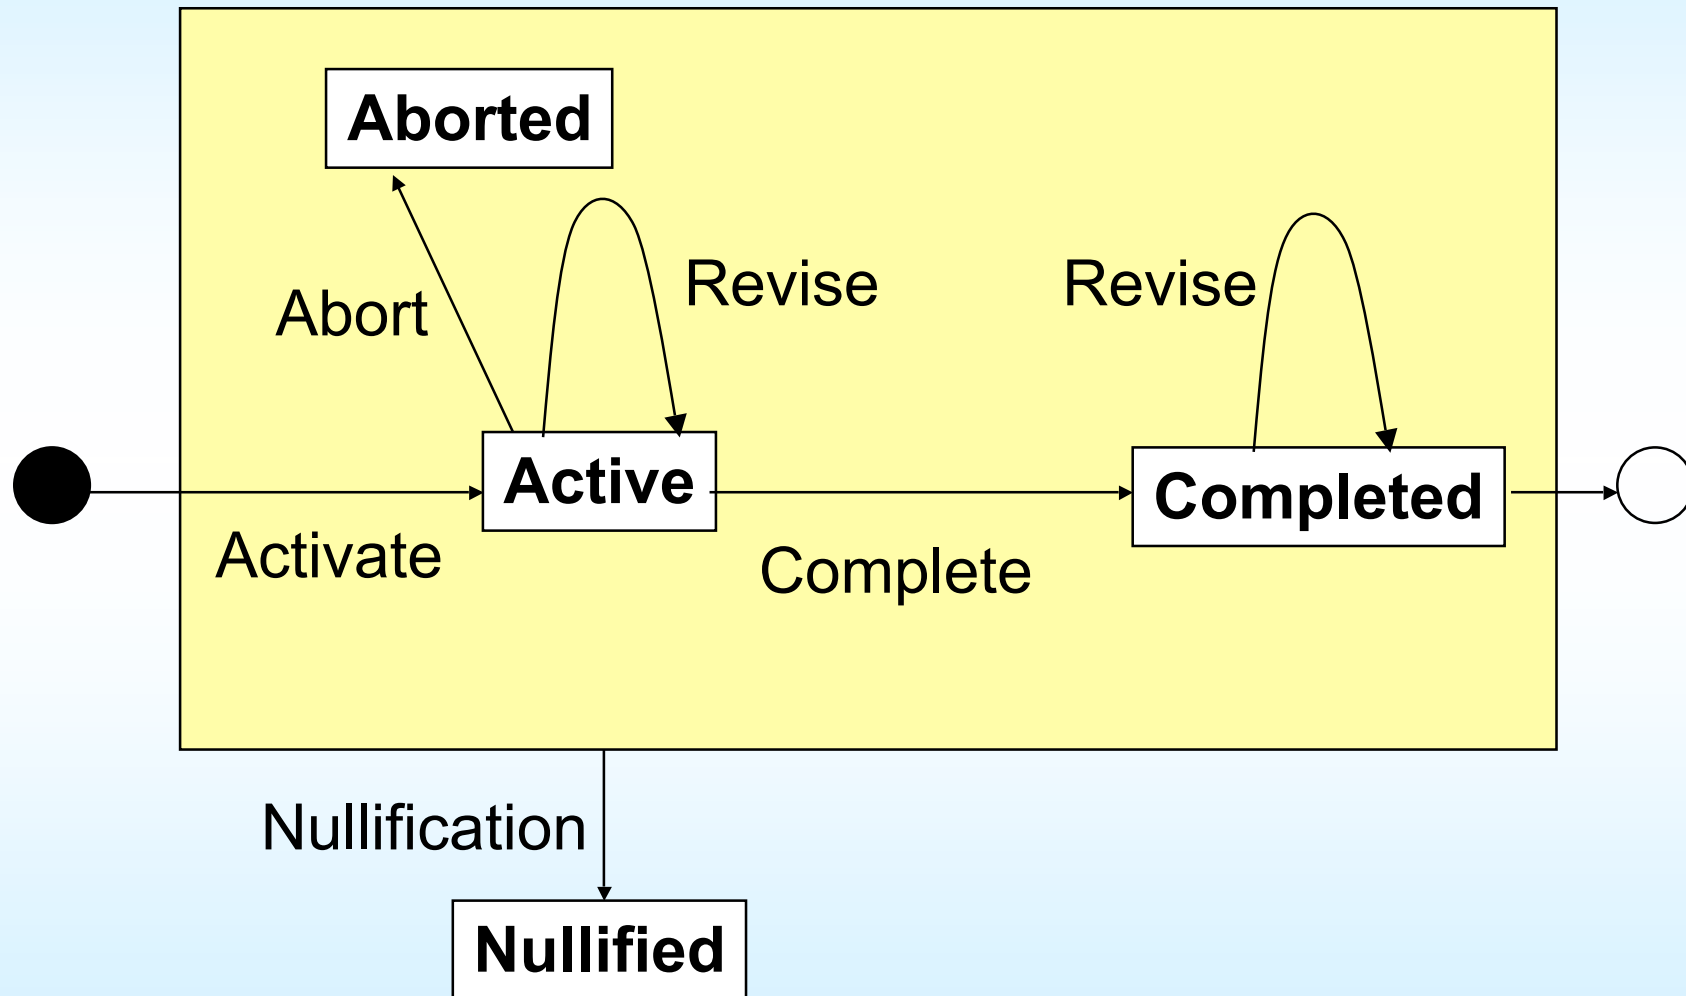 Aborted
Revise
Revise
Abort
Active
Completed
Activate
Complete
Nullification
Nullified